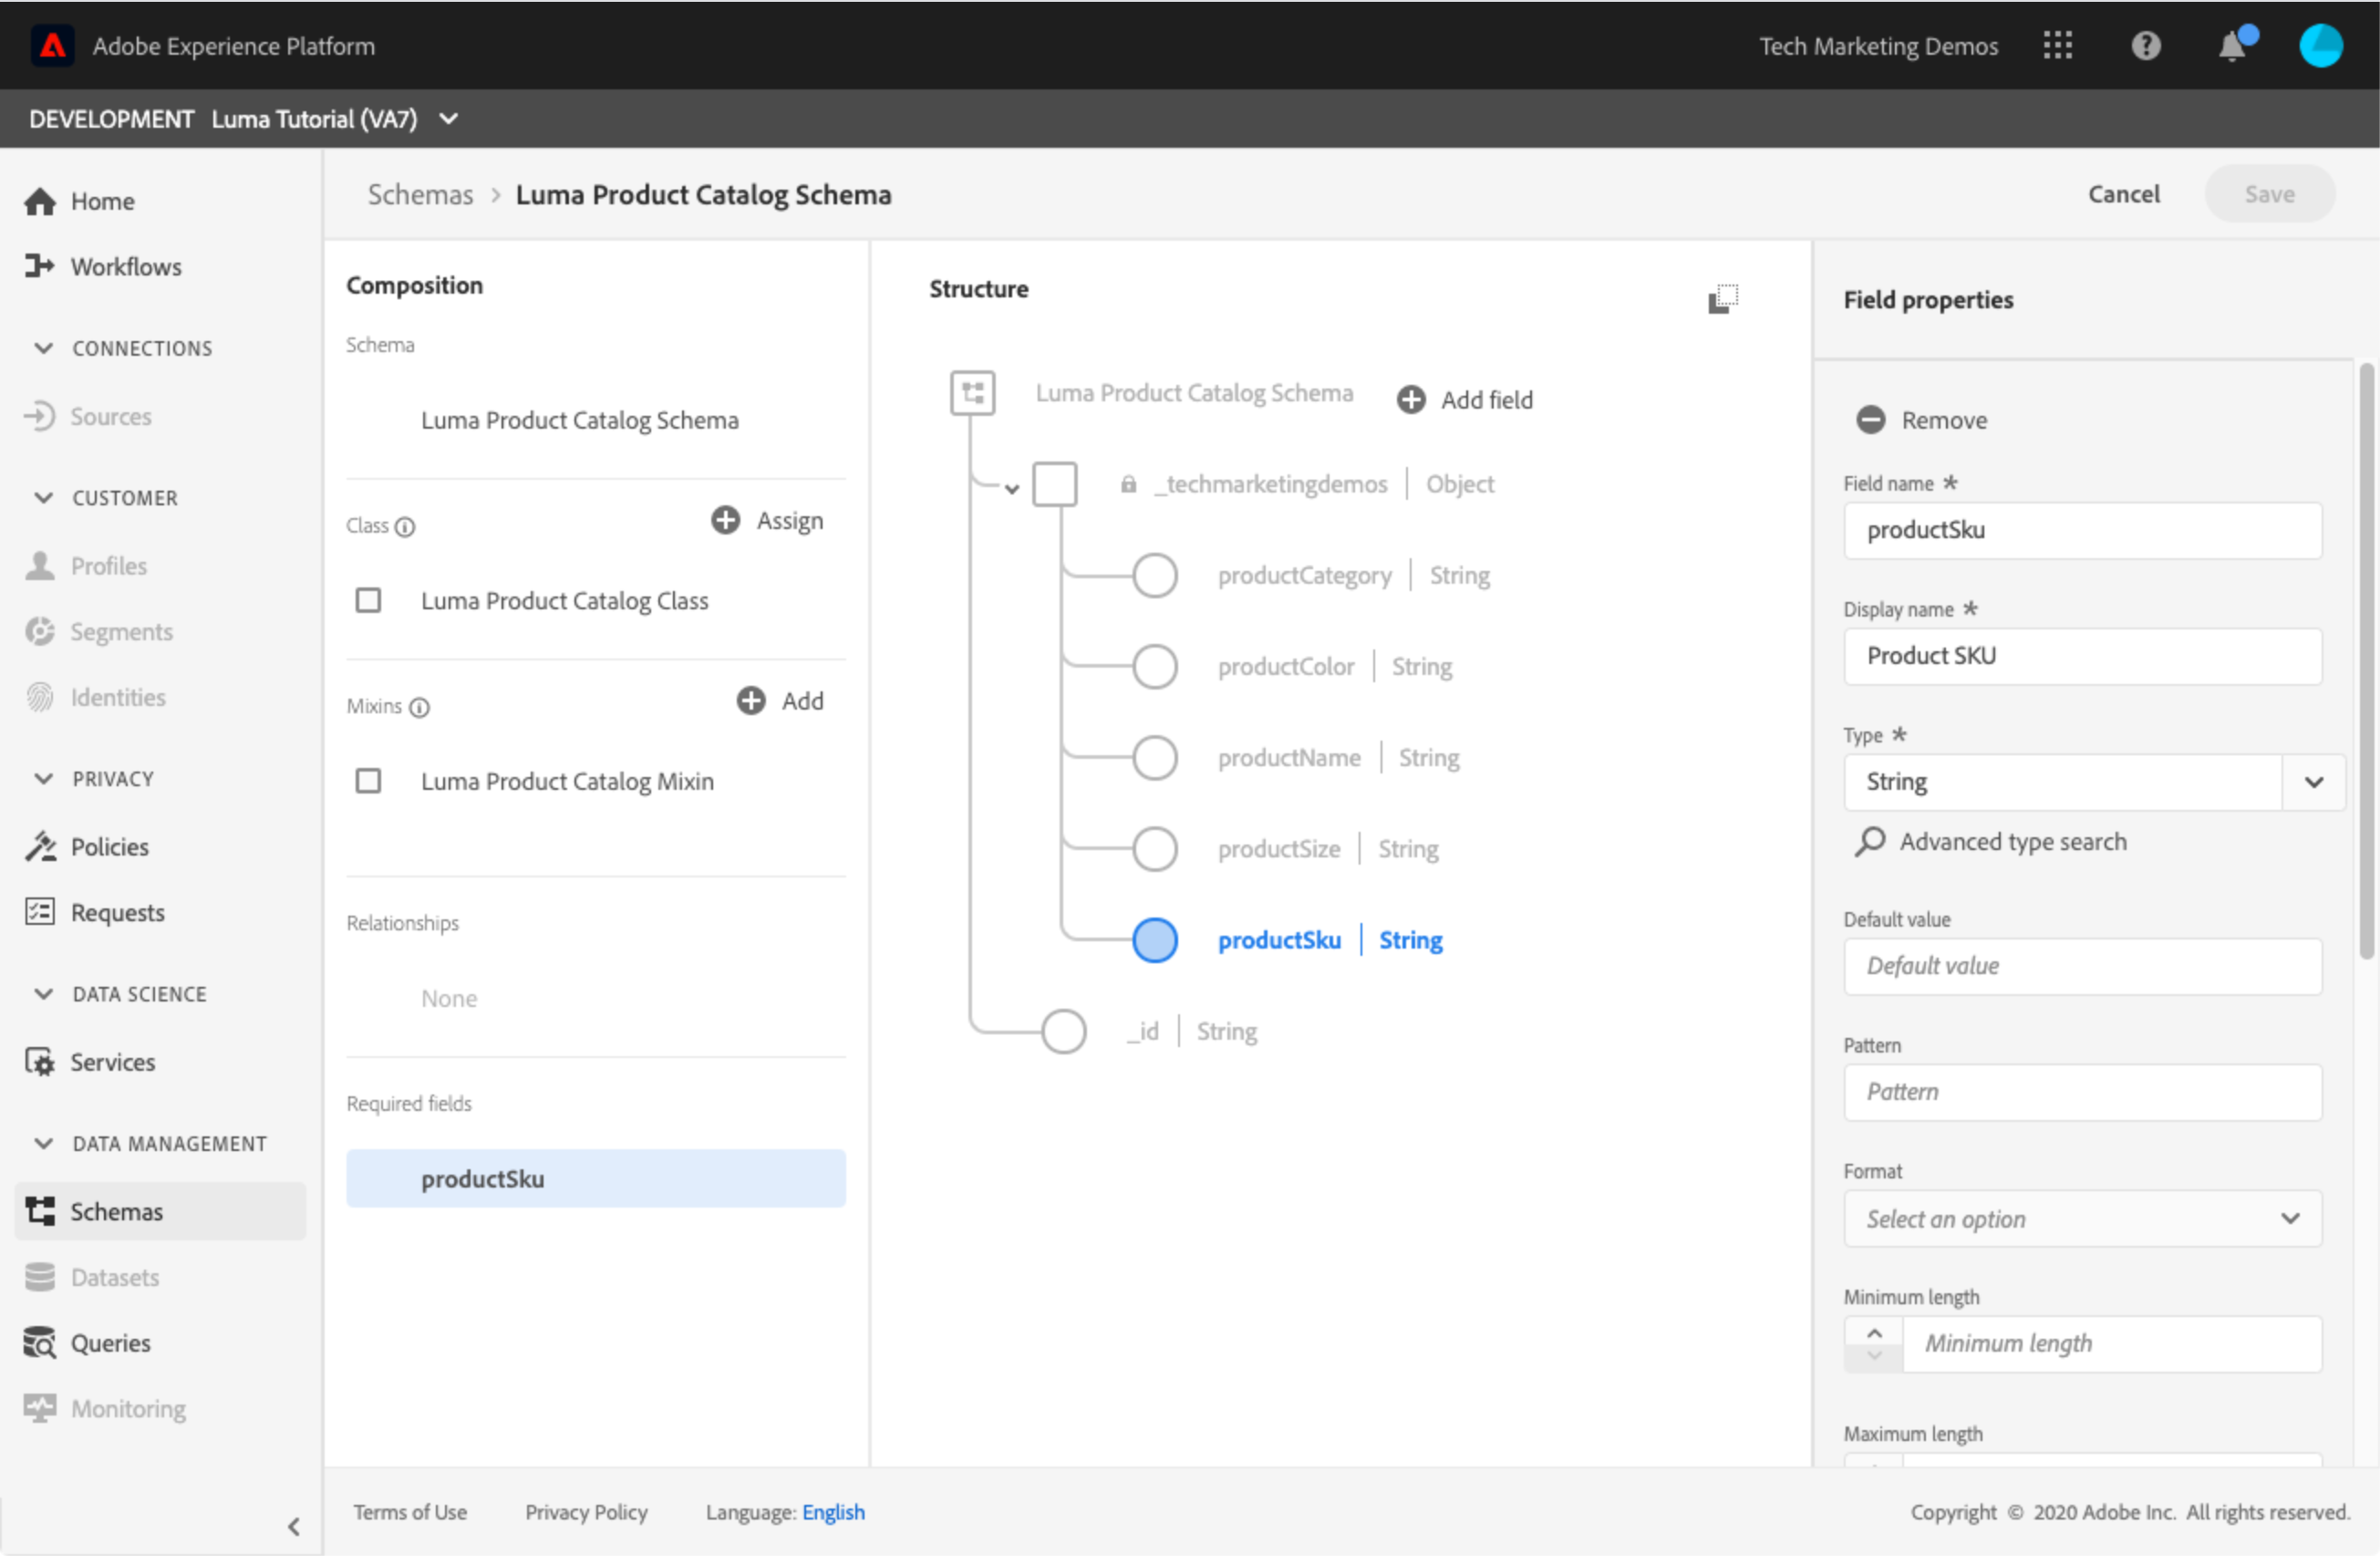 Adobe Experience Platform
Tech Marketing Demos
DEVELOPMENT Luma Tutorial (VA7)
Home
Workflows
CONNECTIONS
Sources
CUSTOMER
Profiles
Segments
Identities
PRIVACY
Policies
Requests
DATA SCIENCE
Services
DATA MANAGEMENT
Schemas
Datasets
Queries
Monitoring
Schemas > Luma Product Catalog Schema
Cancel
Save
Composition
Schema
Luma Product Catalog Schema
Class
Assign
Luma Product Catalog Class
Mixins
Add
Luma Product Catalog Mixin
Relationships
None
Required fields
productSku
Structure
Luma Product Catalog Schema
Add field
_techmarketingdemos | Object
productCategory | String
productColor | String
productName | String
productSize | String
productSku | String
_id | String
Field properties
Remove
Field name *
productSku
Display name *
Product SKU
Type *
String
Advanced type search
Default value
Default value
Pattern
Pattern
Format
Select an option
Minimum length
Minimum length
Maximum length
Terms of Use
Privacy Policy
Language: English
Copyright © 2020 Adobe Inc. All rights reserved.